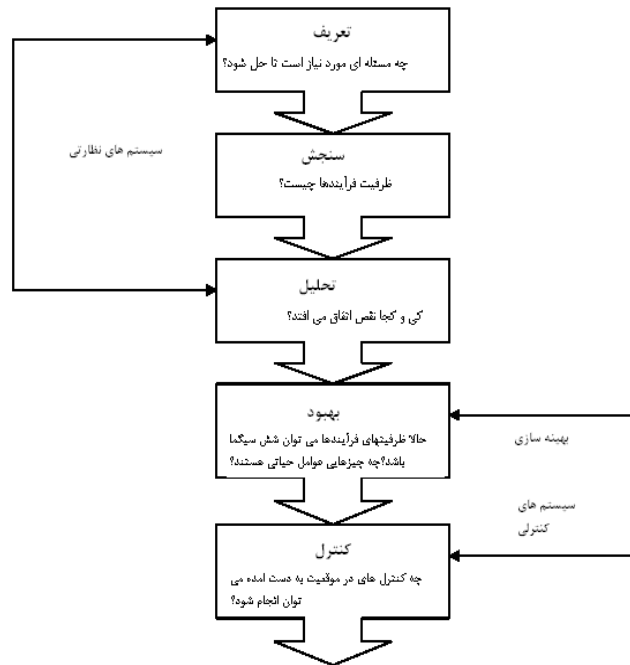 تعریف
چه مسئله ای مورد نیاز است تا حل شود؟
سنجش
ظرفیت فرآیندها چیست؟
سیستم های نظارتی
تحلیل
کی و کجا نقص اتفاق می افتد؟
بهبود
حالا ظرفیتهای فرآیندها می توان شش سیگما
باشد؟چه چیزهایی عوامل حیاتی هستند؟
بهینه سازی
سیستم های
کنترلی
کنترل
چه کنترل های در موقعیت به دست امده می
توان انجام شود؟